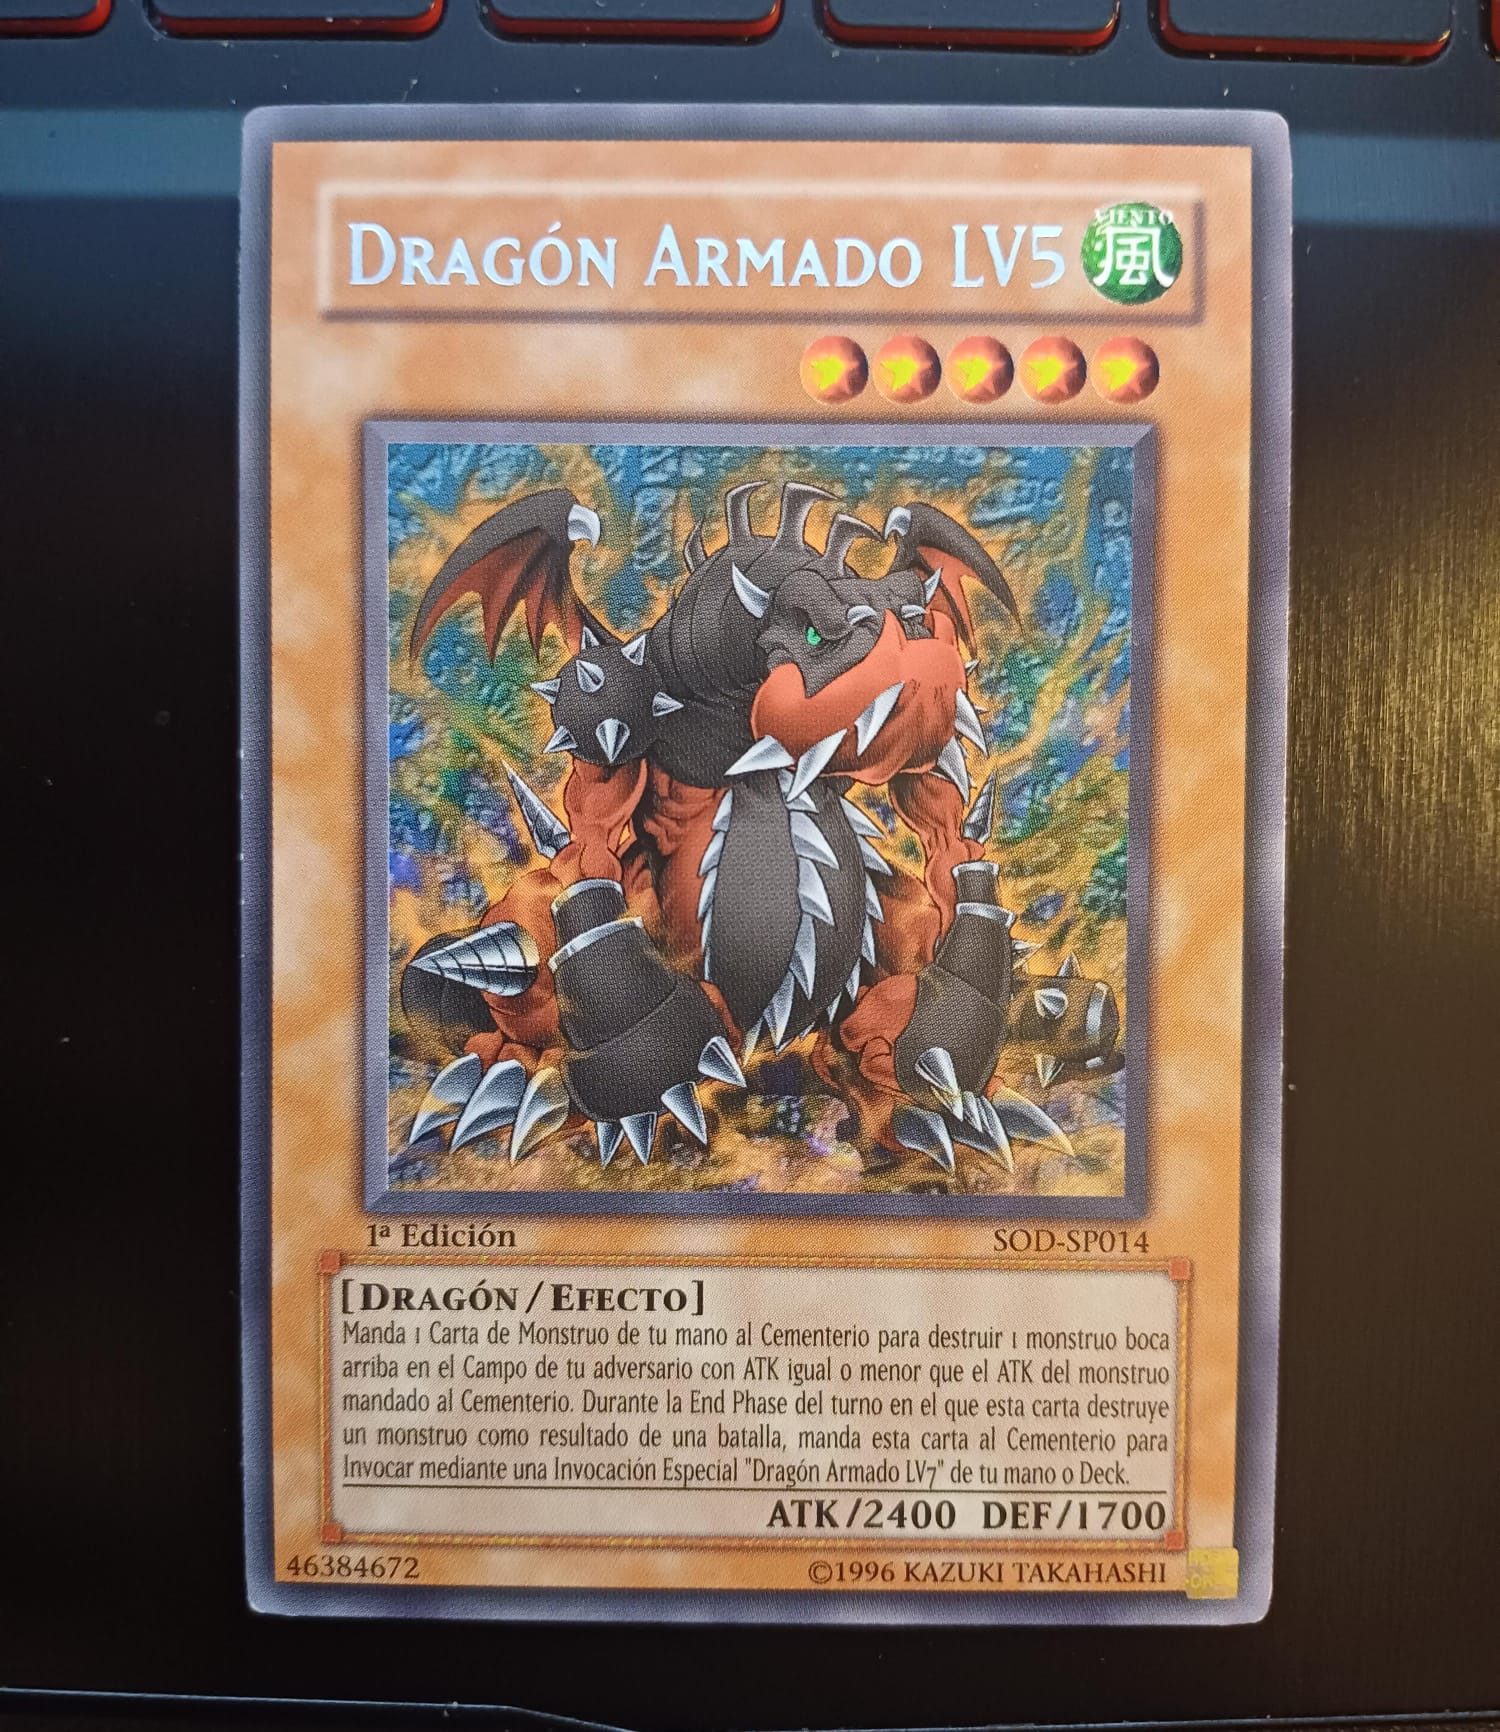 DRAGÓN ARMADO LV5
VIENTO
風
1ª Edición
SOD-SP014
[DRAGÓN/EFECTO]
Manda 1 Carta de Monstruo de tu mano al Cementerio para destruir 1 monstruo boca
arriba en el Campo de tu adversario con ATK igual o menor que el ATK del monstruo
mandado al Cementerio. Durante la End Phase del turno en el que esta carta destruye
un monstruo como resultado de una batalla, manda esta carta al Cementerio para
Invocar mediante una Invocación Especial "Dragón Armado LV7" de tu mano o Deck.
ATK/2400 DEF/1700
46384672
©1996 KAZUKI TAKAHASHI